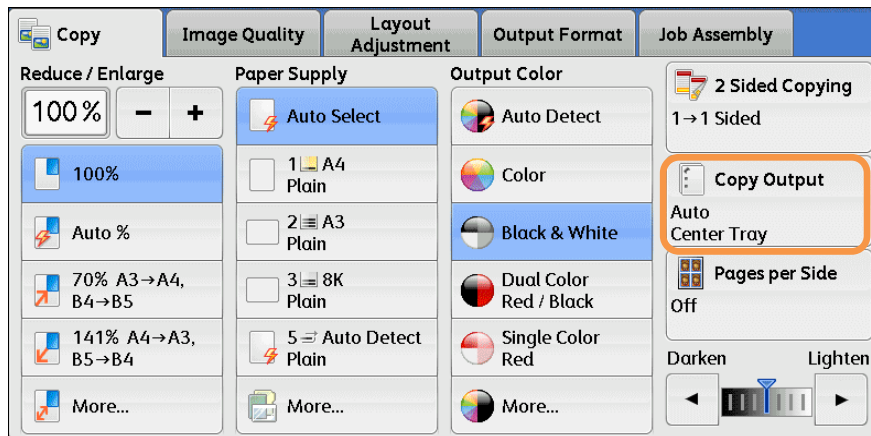 Copy
Image Quality
Layout
Adjustment
Output Format
Job Assembly
Reduce / Enlarge
100%
−
+
100%
Auto %
70% A3→A4,
B4→B5
141% A4→A3,
B5→B4
More...
Paper Supply
Auto Select
1 A4
Plain
2 A3
Plain
3 8K
Plain
5 Auto Detect
Plain
More...
Output Color
Auto Detect
Color
Black & White
Dual Color
Red / Black
Single Color
Red
More...
2 Sided Copying
1→1 Sided
Copy Output
Auto
Center Tray
Pages per Side
Off
Darken Lighten